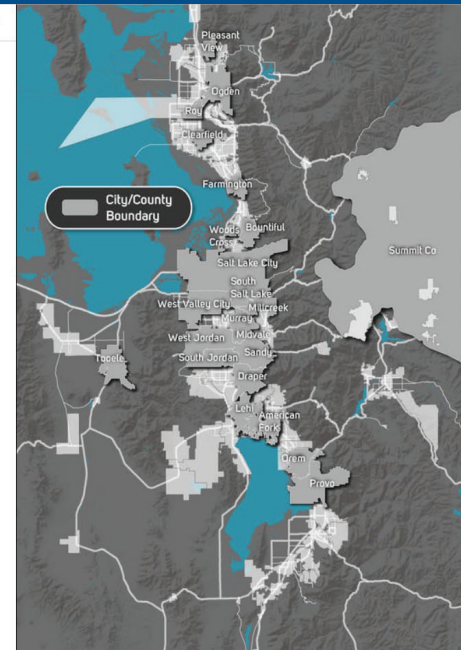 Pleasant
View
Ogden
Roy
Clearfield
Farmington
City/County
Boundary
Woods
Cross
Bountiful
Summit Co
Salt Lake City
South
Salt Lake
West Valley City
Millcreek
Murray
West Jordan
Midvale
Tooele
South Jordan
Sandy
Draper
Lehi
American
Fork
Orem
Provo